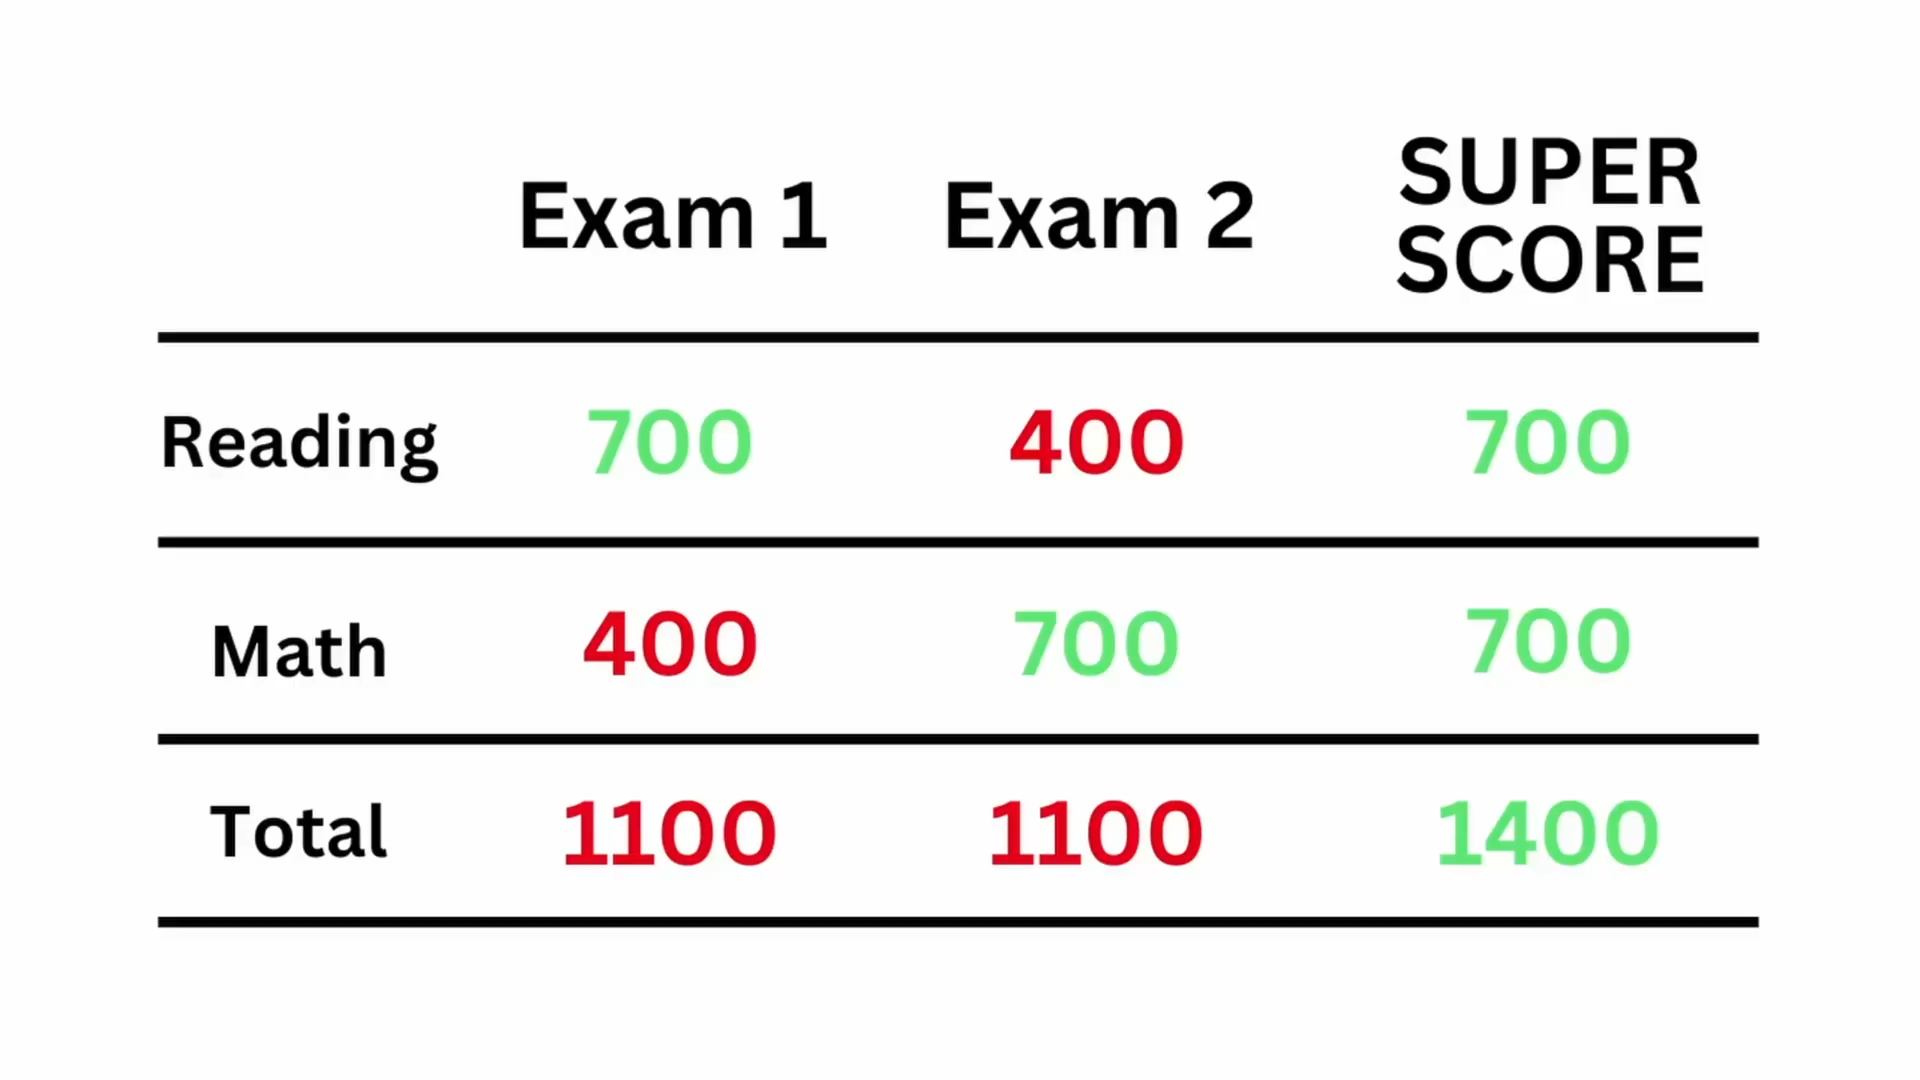 Exam 1 Exam 2 SUPER
SCORE
Reading 700 400 700
Math 400 700 700
Total 1100 1100 1400